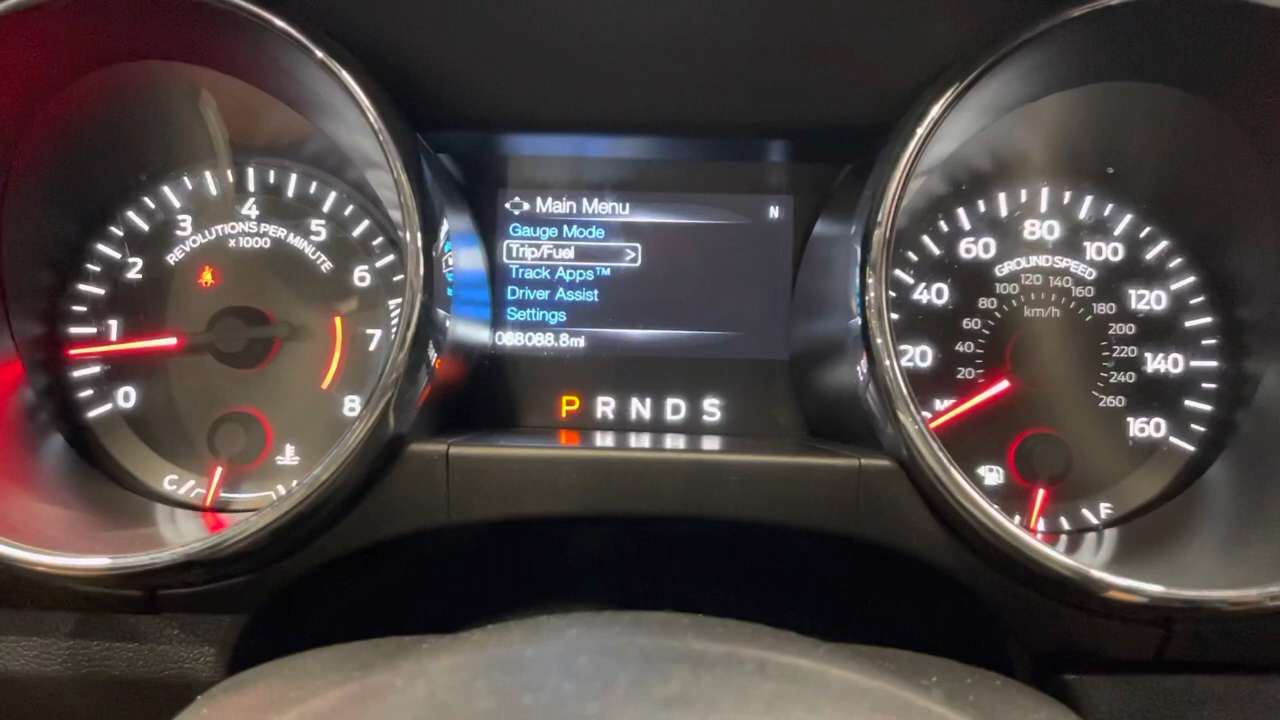 4
3
5
REVOLUTIONS PER MINUTE
x1000
2
6
1
7
0
8
C
Main Menu
N
Gauge Mode
Trip/Fuel >
Track Apps™
Driver Assist
Settings
068088.8mi
P R N D S
80
60
100
GROUND SPEED
40
120
20
140
160
120
100
140
80
160
km/h
180
60
200
40
220
20
240
260
F